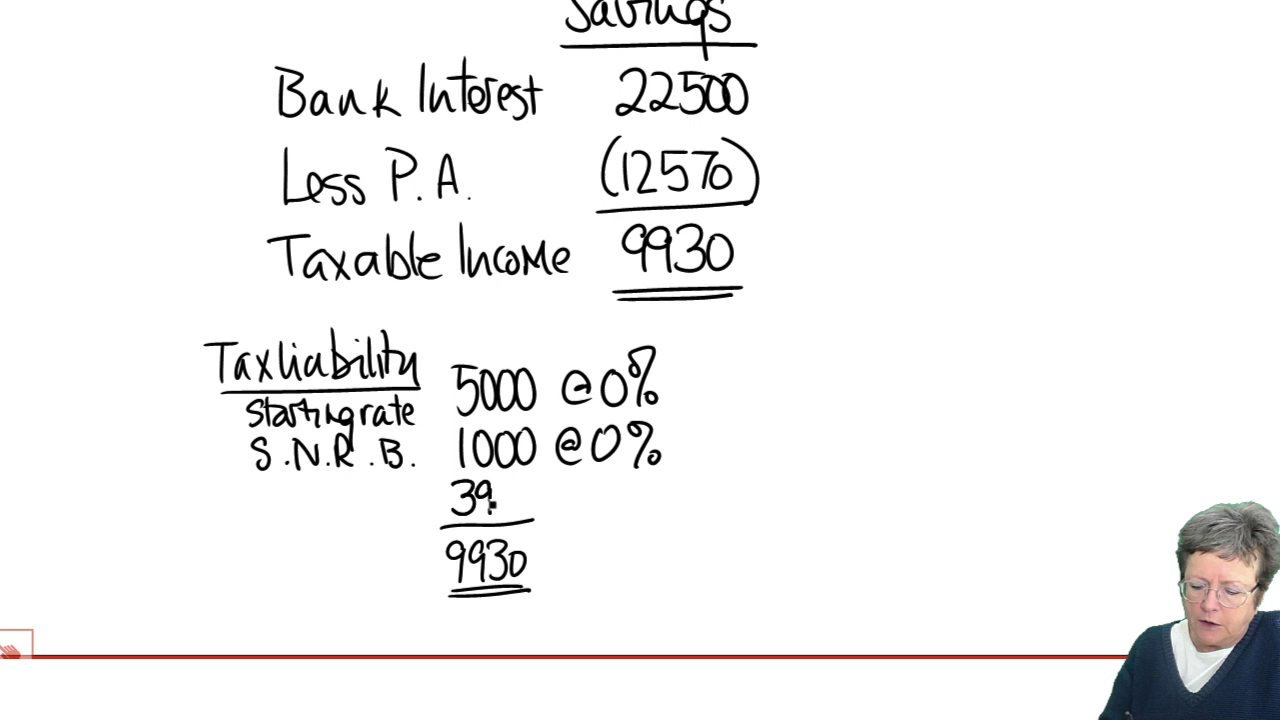 Savings
Bank Interest 22500
Less P.A. (12570)
Taxable Income 9930
Tax liability
starting rate 5000 @ 0%
S.N.R.B. 1000 @ 0%
39
9930